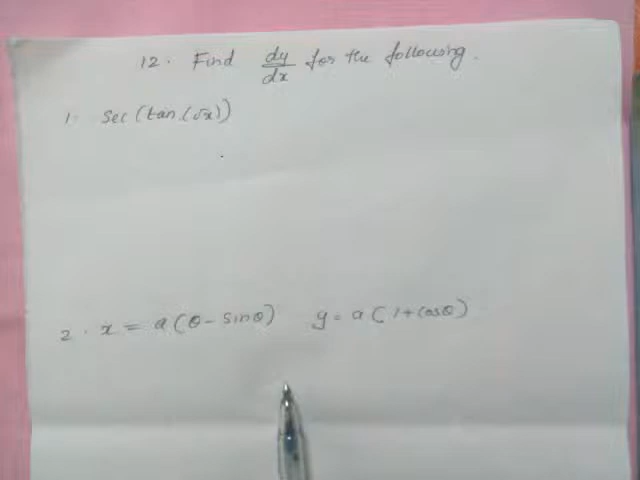 12. Find dy/dx for the following.
1. sec(tan(√x))
2. x = a(θ - sinθ) y = a(1+cosθ)